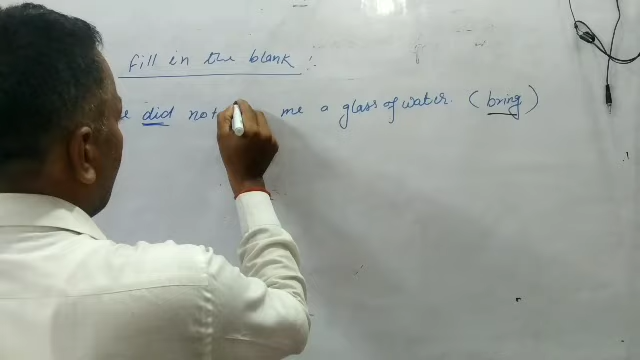 fill in the blank :
did not me a glass of water. (bring)